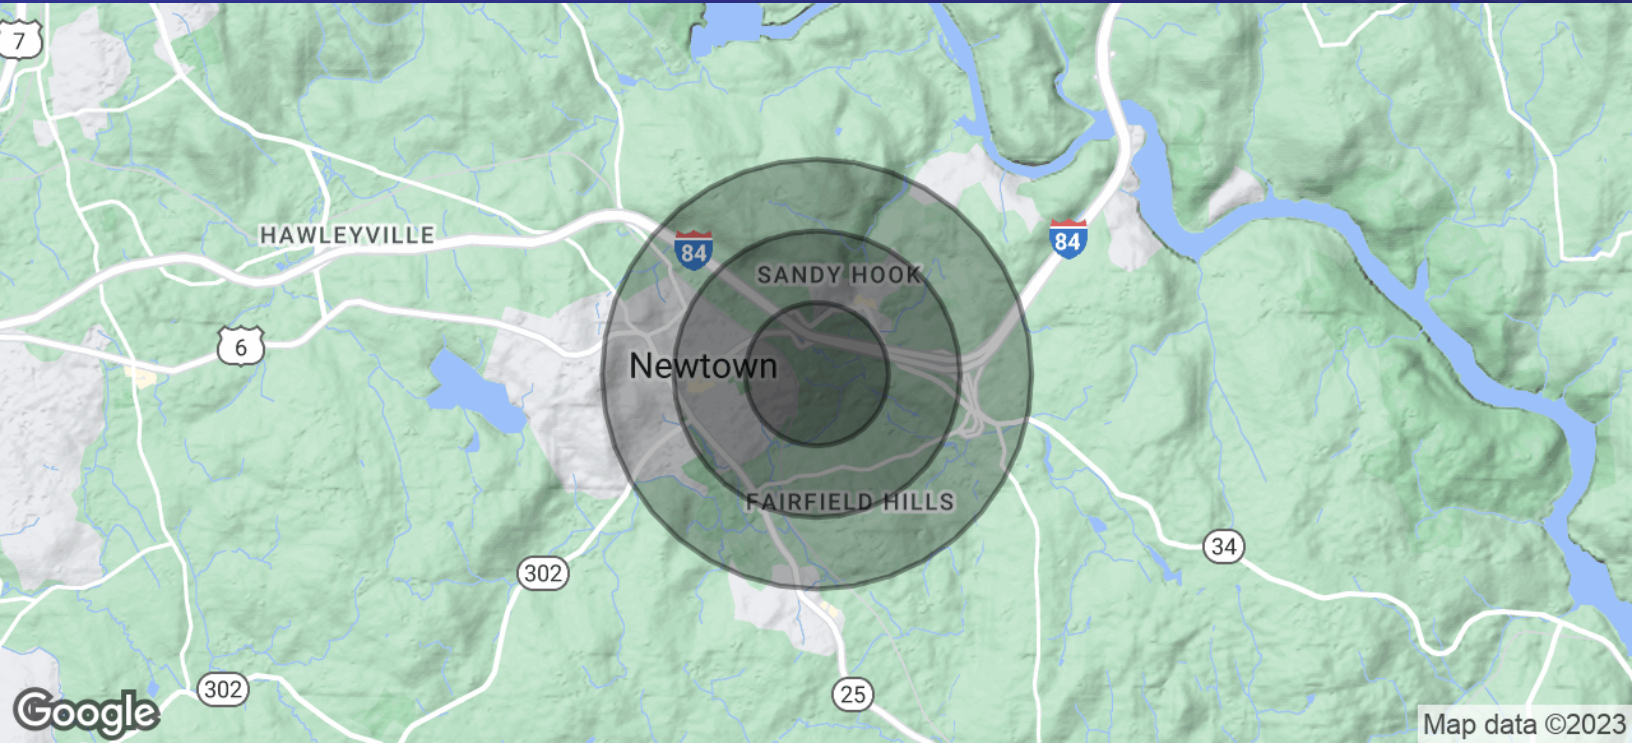 7
HAWLEYVILLE
84
84
SANDY HOOK
6
Newtown
FAIRFIELD HILLS
34
302
302
25
Google
Map data ©2023